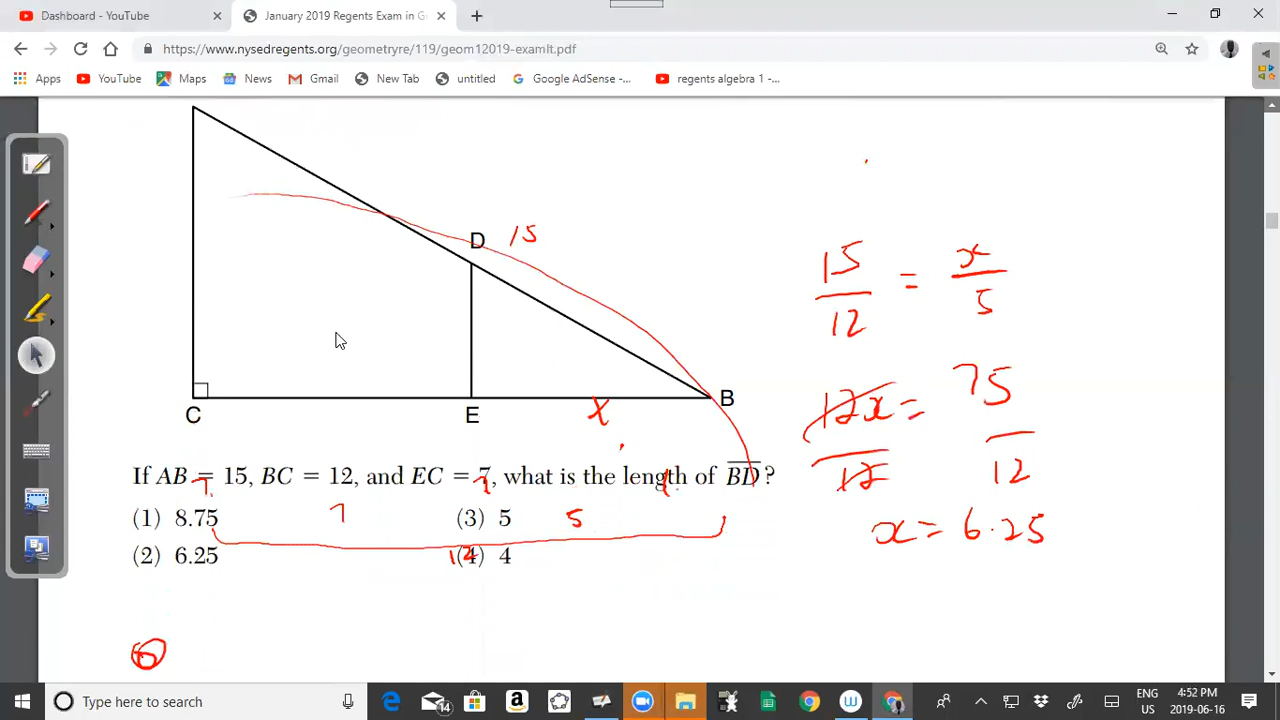 Dashboard - YouTube
January 2019 Regents Exam in G
https://www.nysedregents.org/geometryre/119/geom12019-examlt.pdf
Apps YouTube Maps News Gmail New Tab untitled Google AdSense -... regents algebra 1 -...
D 15
C E x B
15/12 = x/5
12x/12 = 75/12
x = 6.25
If AB = 15, BC = 12, and EC = 7, what is the length of BD?
(1) 8.75 (3) 5
7 5
(2) 6.25 (4) 4
12
Type here to search
14
ENG
US
4:52 PM
2019-06-16